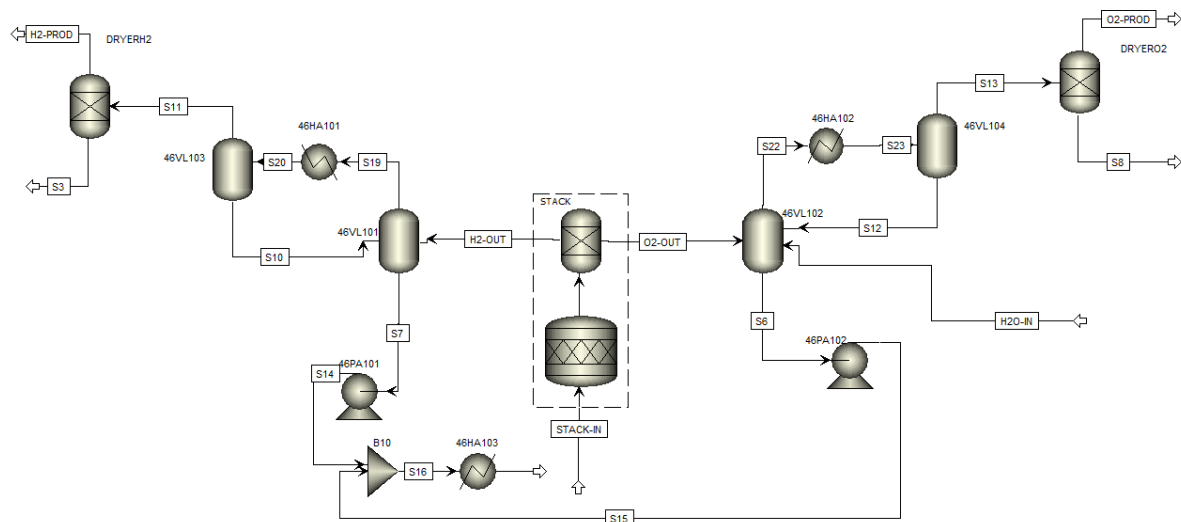 H2-PROD
DRYERH2
O2-PROD
DRYERO2
S11
S13
46HA101
46HA102
46VL103
S20
S19
S22
S23
46VL104
S3
S8
STACK
46VL101
H2-OUT
O2-OUT
46VL102
S12
S10
S7
S6
H2O-IN
46PA101
46PA102
S14
STACK-IN
B10
46HA103
S16
S15